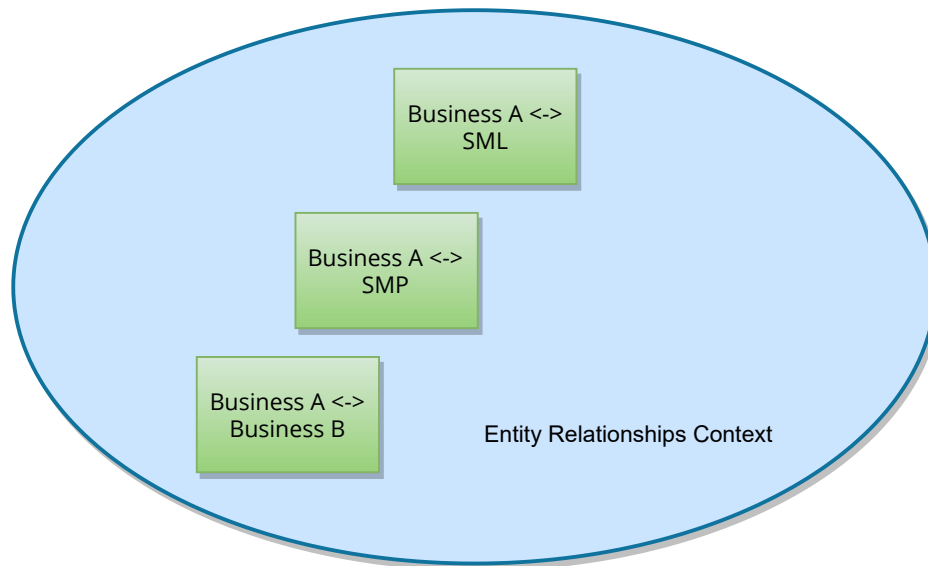 Business A <->
SML
Business A <->
SMP
Business A <->
Business B
Entity Relationships Context